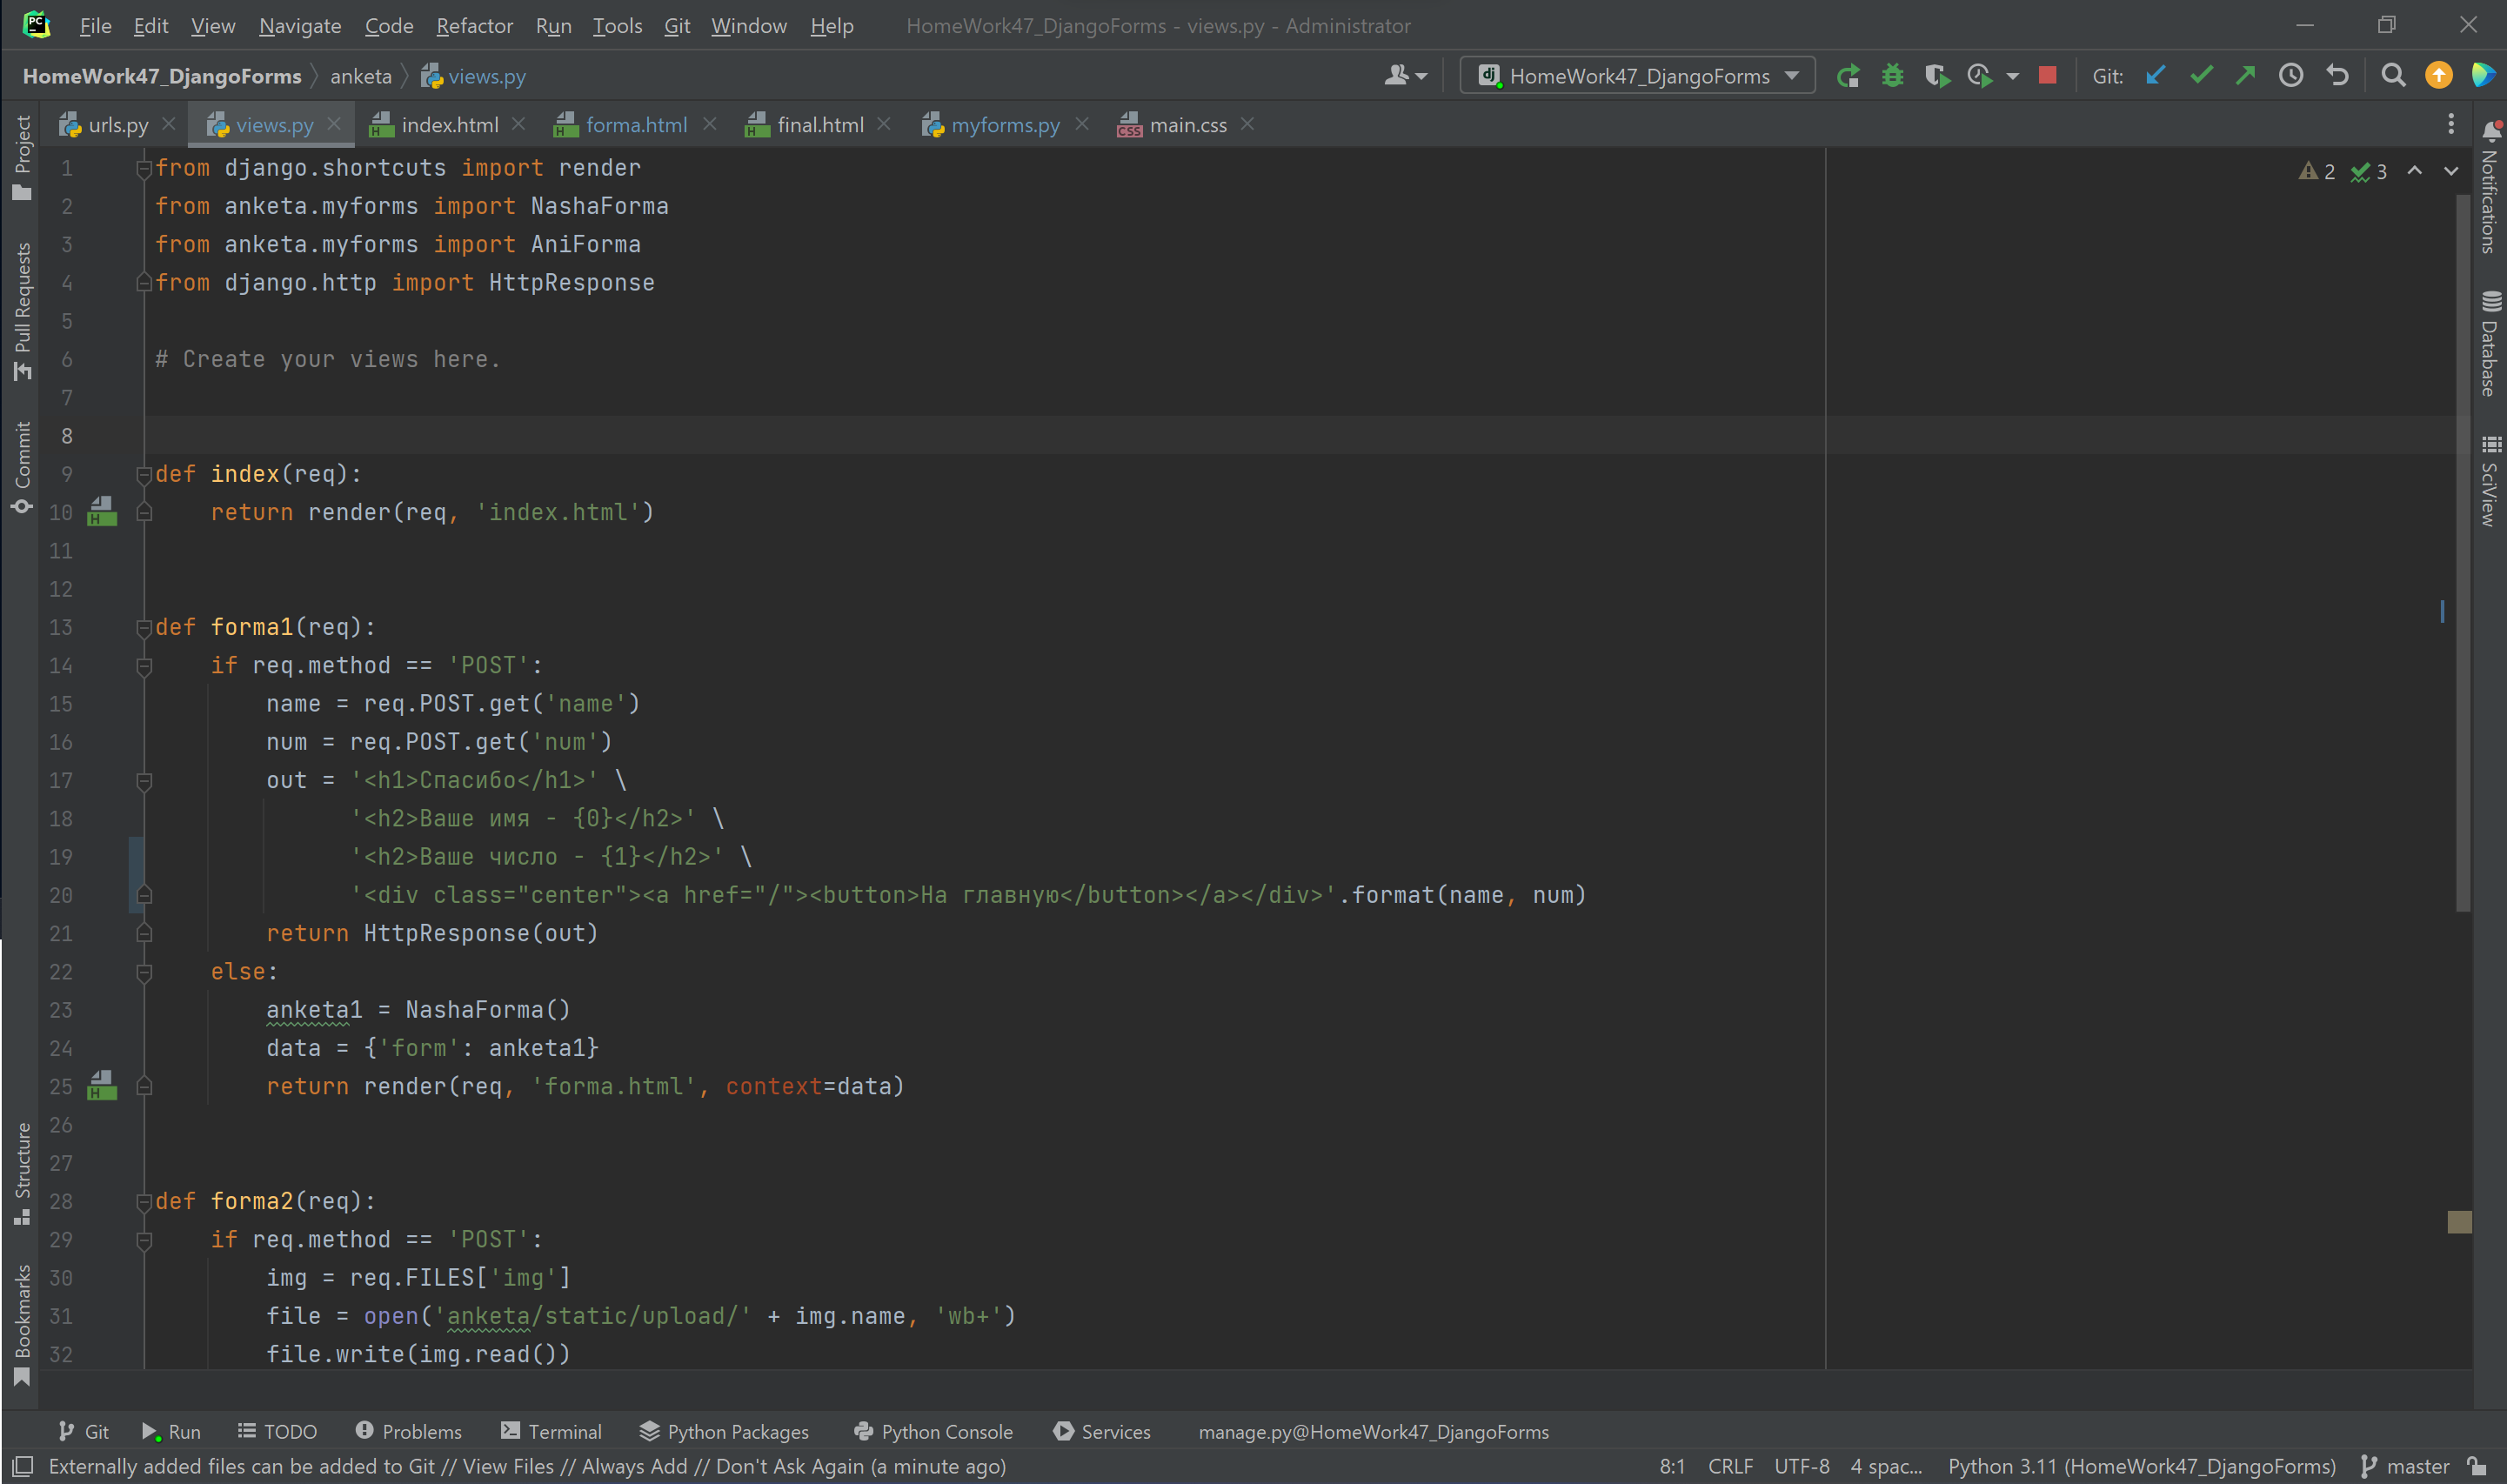 File Edit View Navigate Code Refactor Run Tools Git Window Help HomeWork47_DjangoForms - views.py - Administrator
HomeWork47_DjangoForms anketa views.py HomeWork47_DjangoForms Git:
urls.py views.py index.html forma.html final.html myforms.py main.css
2 3
1 from django.shortcuts import render
2 from anketa.myforms import NashaForma
3 from anketa.myforms import AniForma
4 from django.http import HttpResponse
5
6 # Create your views here.
7
8
9 def index(req):
10     return render(req, 'index.html')
11
12
13 def forma1(req):
14     if req.method == 'POST':
15         name = req.POST.get('name')
16         num = req.POST.get('num')
17         out = '<h1>Спасибо</h1>' \
18               '<h2>Ваше имя - {0}</h2>' \
19               '<h2>Ваше число - {1}</h2>' \
20               '<div class="center"><a href="/"><button>На главную</button></a></div>'.format(name, num)
21         return HttpResponse(out)
22     else:
23         anketa1 = NashaForma()
24         data = {'form': anketa1}
25         return render(req, 'forma.html', context=data)
26
27
28 def forma2(req):
29     if req.method == 'POST':
30         img = req.FILES['img']
31         file = open('anketa/static/upload/' + img.name, 'wb+')
32         file.write(img.read())
Project
Pull Requests
Commit
Structure
Bookmarks
Notifications
Database
SciView
Git Run TODO Problems Terminal Python Packages Python Console Services manage.py@HomeWork47_DjangoForms
Externally added files can be added to Git // View Files // Always Add // Don't Ask Again (a minute ago) 8:1 CRLF UTF-8 4 spac... Python 3.11 (HomeWork47_DjangoForms) master